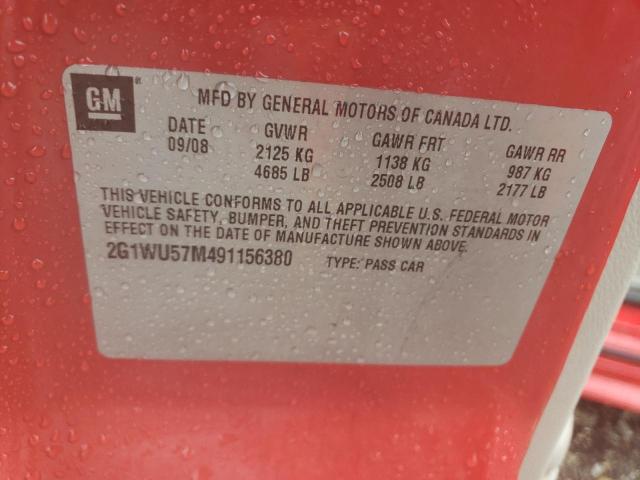 GM
MFD BY GENERAL MOTORS OF CANADA LTD.
DATE GVWR GAWR FRT GAWR RR
09/08 2125 KG 1138 KG 987 KG
4685 LB 2508 LB 2177 LB
THIS VEHICLE CONFORMS TO ALL APPLICABLE U.S. FEDERAL MOTOR
VEHICLE SAFETY, BUMPER, AND THEFT PREVENTION STANDARDS IN
EFFECT ON THE DATE OF MANUFACTURE SHOWN ABOVE.
2G1WU57M491156380 TYPE: PASS CAR